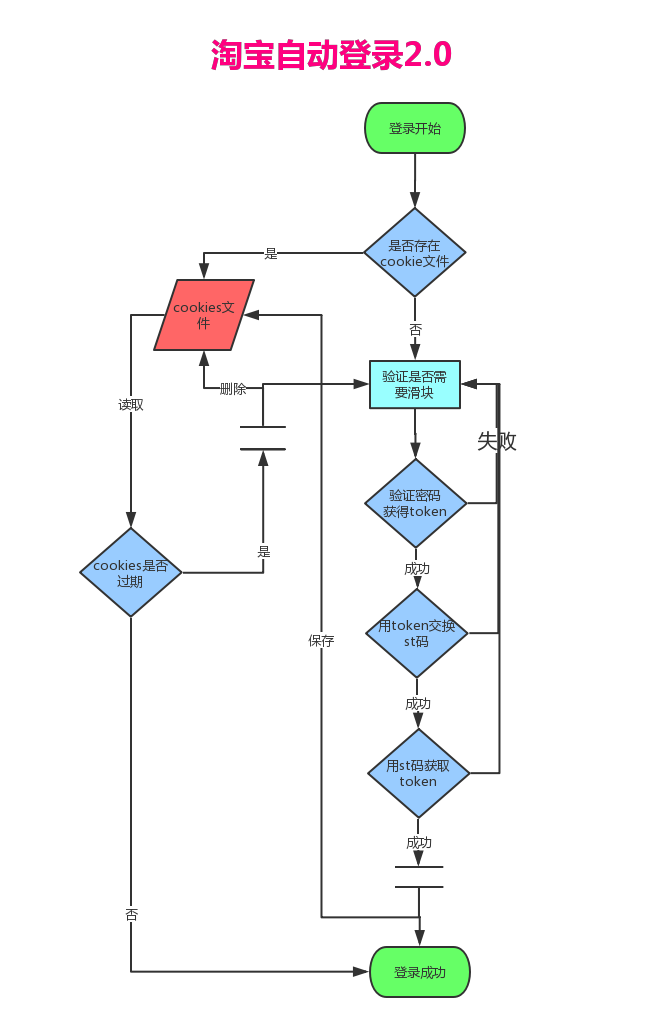 淘宝自动登录2.0
登录开始
是否存在
cookie文件
是
cookies文
件
否
验证是否需
要滑块
删除
读取
失败
验证密码
获得token
是
cookies是否
过期
成功
用token交换
st码
保存
成功
用st码获取
token
成功
否
登录成功